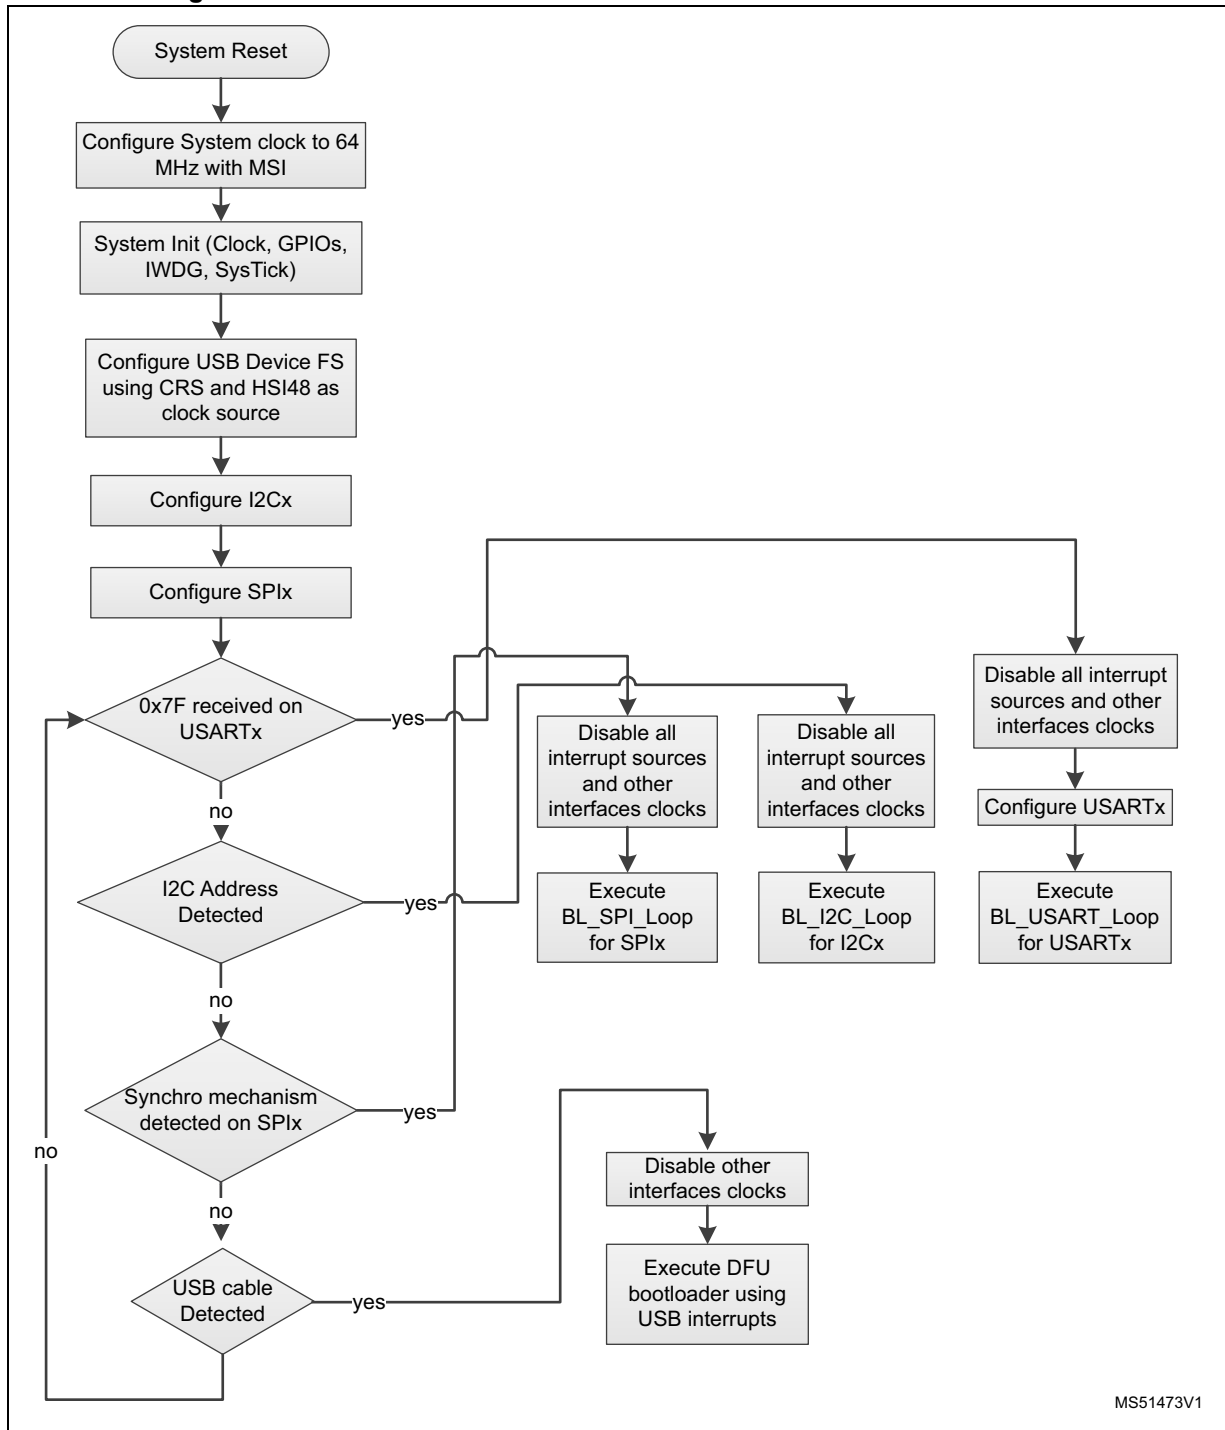 System Reset
Configure System clock to 64
MHz with MSI
System Init (Clock, GPIOs,
IWDG, SysTick)
Configure USB Device FS
using CRS and HSI48 as
clock source
Configure I2Cx
Configure SPIx
0x7F received on
USARTx
yes
no
I2C Address
Detected
yes
no
Synchro mechanism
detected on SPIx
yes
no
no
USB cable
Detected
yes
Disable all
interrupt sources
and other
interfaces clocks
Execute
BL_SPI_Loop
for SPIx
Disable all
interrupt sources
and other
interfaces clocks
Execute
BL_I2C_Loop
for I2Cx
Disable all interrupt
sources and other
interfaces clocks
Configure USARTx
Execute
BL_USART_Loop
for USARTx
Disable other
interfaces clocks
Execute DFU
bootloader using
USB interrupts
MS51473V1